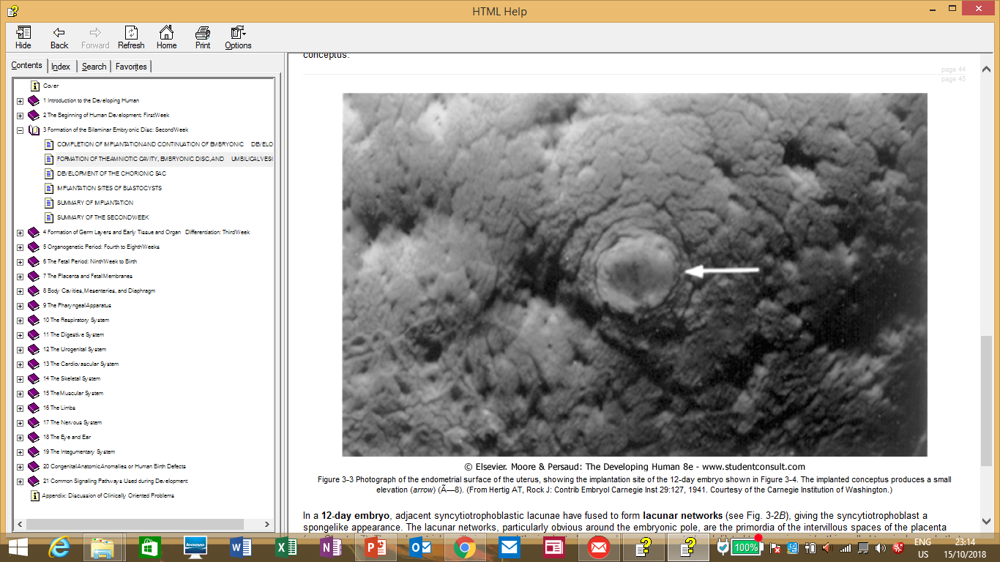 HTML Help
Hide Back Forward Refresh Home Print Options
Contents Index Search Favorites
Cover
1 Introduction to the Developing Human
2 The Beginning of Human Development: FirstWeek
3 Formation of the Bilaminar Embryonic Disc: SecondWeek
COMPLETION OF IMPLANTATIONAND CONTINUATION OF EMBRYONIC DEVELO
FORMATION OF THEAMNIOTIC CAVITY, EMBRYONIC DISC,AND UMBILICALVESI
DEVELOPMENT OF THE CHORIONIC SAC
IMPLANTATION SITES OF BLASTOCYSTS
SUMMARY OF IMPLANTATION
SUMMARY OF THE SECONDWEEK
4 Formation of Germ Layers and Early Tissue and Organ Differentiation: ThirdWeek
5 Organogenetic Period: Fourth to EighthWeeks
6 The Fetal Period: NinthWeek to Birth
7 The Placenta and Fetal Membranes
8 Body Cavities, Mesenteries, and Diaphragm
9 The PharyngealApparatus
10 The Respiratory System
11 The Digestive System
12 The Urogenital System
13 The Cardiovascular System
14 The Skeletal System
15 The Muscular System
16 The Limbs
17 The Nervous System
18 The Eye and Ear
19 The Integumentary System
20 CongenitalAnatomicAnomalies or Human Birth Defects
21 Common Signalling Pathways Used during Development
Appendix: Discussion of Clinically Oriented Problems
conceptus.
page 44
page 45
© Elsevier. Moore & Persaud: The Developing Human 8e - www.studentconsult.com
Figure 3-3 Photograph of the endometrial surface of the uterus, showing the implantation site of the 12-day embryo shown in Figure 3-4. The implanted conceptus produces a small
elevation (arrow) (Ã—8). (From Hertig AT, Rock J: Contrib Embryol Carnegie Inst 29:127, 1941. Courtesy of the Carnegie Institution of Washington.)
In a 12-day embryo, adjacent syncytiotrophoblastic lacunae have fused to form lacunar networks (see Fig. 3-2B), giving the syncytiotrophoblast a
spongelike appearance. The lacunar networks, particularly obvious around the embryonic pole, are the primordia of the intervillous spaces of the placenta
lenovo
100%
ENG
US
23:14
15/10/2018